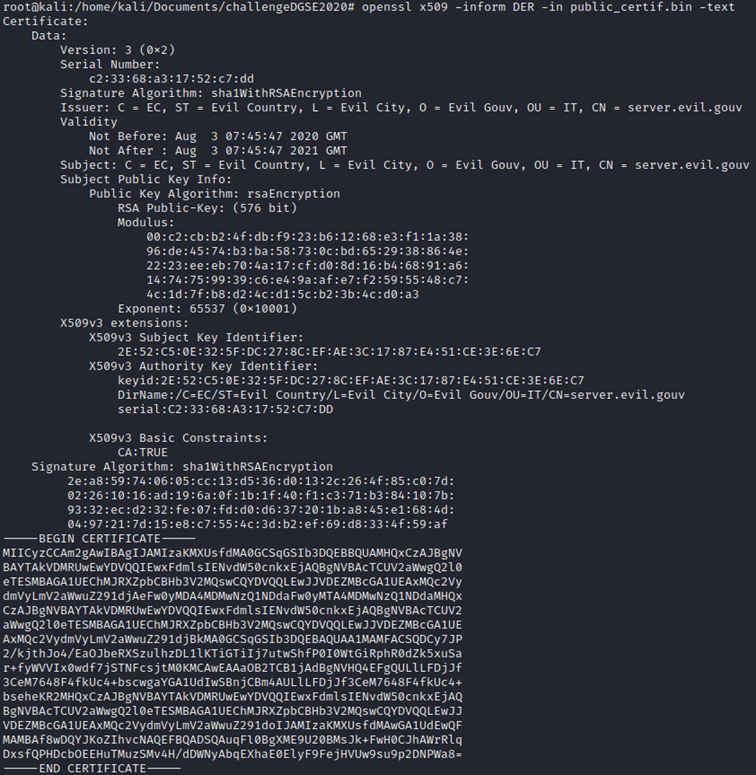 root@kali:/home/kali/Documents/challengeDGSE2020# openssl x509 -inform DER -in public_certif.bin -text
Certificate:
    Data:
        Version: 3 (0×2)
        Serial Number:
            c2:33:68:a3:17:52:c7:dd
        Signature Algorithm: sha1WithRSAEncryption
        Issuer: C = EC, ST = Evil Country, L = Evil City, O = Evil Gouv, OU = IT, CN = server.evil.gouv
        Validity
            Not Before: Aug  3 07:45:47 2020 GMT
            Not After : Aug  3 07:45:47 2021 GMT
        Subject: C = EC, ST = Evil Country, L = Evil City, O = Evil Gouv, OU = IT, CN = server.evil.gouv
        Subject Public Key Info:
            Public Key Algorithm: rsaEncryption
                RSA Public-Key: (576 bit)
                Modulus:
                    00:c2:cb:b2:4f:db:f9:23:b6:12:68:e3:f1:1a:38:
                    96:de:45:74:b3:ba:58:73:0c:bd:65:29:38:86:4e:
                    22:23:ee:eb:70:4a:17:cf:d0:8d:16:b4:68:91:a6:
                    14:74:75:99:39:c6:e4:9a:af:e7:f2:59:55:48:c7:
                    4c:1d:7f:b8:d2:4c:d1:5c:b2:3b:4c:d0:a3
                Exponent: 65537 (0×10001)
        X509v3 extensions:
            X509v3 Subject Key Identifier:
                2E:52:C5:0E:32:5F:DC:27:8C:EF:AE:3C:17:87:E4:51:CE:3E:6E:C7
            X509v3 Authority Key Identifier:
                keyid:2E:52:C5:0E:32:5F:DC:27:8C:EF:AE:3C:17:87:E4:51:CE:3E:6E:C7
                DirName:/C=EC/ST=Evil Country/L=Evil City/O=Evil Gouv/OU=IT/CN=server.evil.gouv
                serial:C2:33:68:A3:17:52:C7:DD

            X509v3 Basic Constraints:
                CA:TRUE
    Signature Algorithm: sha1WithRSAEncryption
         2e:a8:59:74:06:05:cc:13:d5:36:d0:13:2c:26:4f:85:c0:7d:
         02:26:10:16:ad:19:6a:0f:1b:1f:40:f1:c3:71:b3:84:10:7b:
         93:32:ec:d2:32:fe:07:fd:d0:d6:37:20:1b:a8:45:e1:68:4d:
         04:97:21:7d:15:e8:c7:55:4c:3d:b2:ef:69:d8:33:4f:59:af
-----BEGIN CERTIFICATE-----
MIICyzCCAm2gAwIBAgIJAMIzaKMXUsfdMA0GCSqGSIb3DQEBBQUAMHQxCzAJBgNV
BAYTAkVDMRUwEwYDVQQIEwxFdmlsIENvdW50cnkxEjAQBgNVBAcTCUV2aWwgQ2l0
eTESMBAGA1UEChMJRXZpbCBHb3V2MQswCQYDVQQLEwJJVDEZMBcGA1UEAxMQc2Vy
dmVyLmV2aWwuZ291djAeFw0yMDA4MDMwNzQ1NDdaFw0yMTA4MDMwNzQ1NDdaMHQx
CzAJBgNVBAYTAkVDMRUwEwYDVQQIEwxFdmlsIENvdW50cnkxEjAQBgNVBAcTCUV2
aWwgQ2l0eTESMBAGA1UEChMJRXZpbCBHb3V2MQswCQYDVQQLEwJJVDEZMBcGA1UE
AxMQc2VydmVyLmV2aWwuZ291djBkMA0GCSqGSIb3DQEBAQUAA1MAMFACSQDCy7JP
2/kjthJo4/EaOJbeRXSzulhzDL1lKTiGTiIj7utwShfP0I0WtGiRphR0dZk5xuSa
r+fyWVVIx0wdf7jSTNFcsjtM0KMCAwEAAaOB2TCB1jAdBgNVHQ4EFgQULlLFDjJf
3CeM7648F4fkUc4+bscwgaYGA1UdIwSBnjCBm4AULlLFDjJf3CeM7648F4fkUc4+
bseheKR2MHQxCzAJBgNVBAYTAkVDMRUwEwYDVQQIEwxFdmlsIENvdW50cnkxEjAQ
BgNVBAcTCUV2aWwgQ2l0eTESMBAGA1UEChMJRXZpbCBHb3V2MQswCQYDVQQLEwJJ
VDEZMBcGA1UEAxMQc2VydmVyLmV2aWwuZ291doIJAMIzaKMXUsfdMAwGA1UdEwQF
MAMBAf8wDQYJKoZIhvcNAQEFBQADSQAuqFl0BgXME9U20BMsJk+FwH0CJhAWrRlq
DxsfQPHDcbOEEHuTMuzSMv4H/dDWNyAbqEXhaE0ElyF9FejHVUw9su9p2DNPWa8=
-----END CERTIFICATE-----